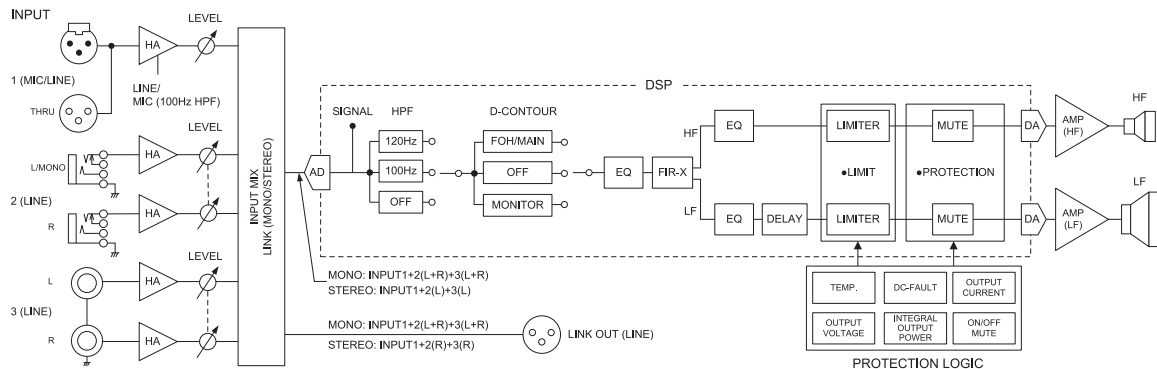 INPUT
LEVEL
HA
1 (MIC/LINE)
LINE/
MIC (100Hz HPF)
THRU
LEVEL
HA
L/MONO
2 (LINE)
HA
R
LEVEL
L
HA
3 (LINE)
R
HA
INPUT MIX
LINK (MONO/STEREO)
MONO: INPUT1+2(L+R)+3(L+R)
STEREO: INPUT1+2(L)+3(L)
MONO: INPUT1+2(L+R)+3(L+R)
STEREO: INPUT1+2(R)+3(R)
LINK OUT (LINE)
DSP
AD
SIGNAL
HPF
120Hz
100Hz
OFF
D-CONTOUR
FOH/MAIN
OFF
MONITOR
EQ
FIR-X
HF
EQ
LF
EQ
DELAY
LIMITER
●LIMIT
LIMITER
MUTE
●PROTECTION
MUTE
DA
DA
AMP
(HF)
HF
AMP
(LF)
LF
TEMP.
DC-FAULT
OUTPUT
CURRENT
OUTPUT
VOLTAGE
INTEGRAL
OUTPUT
POWER
ON/OFF
MUTE
PROTECTION LOGIC